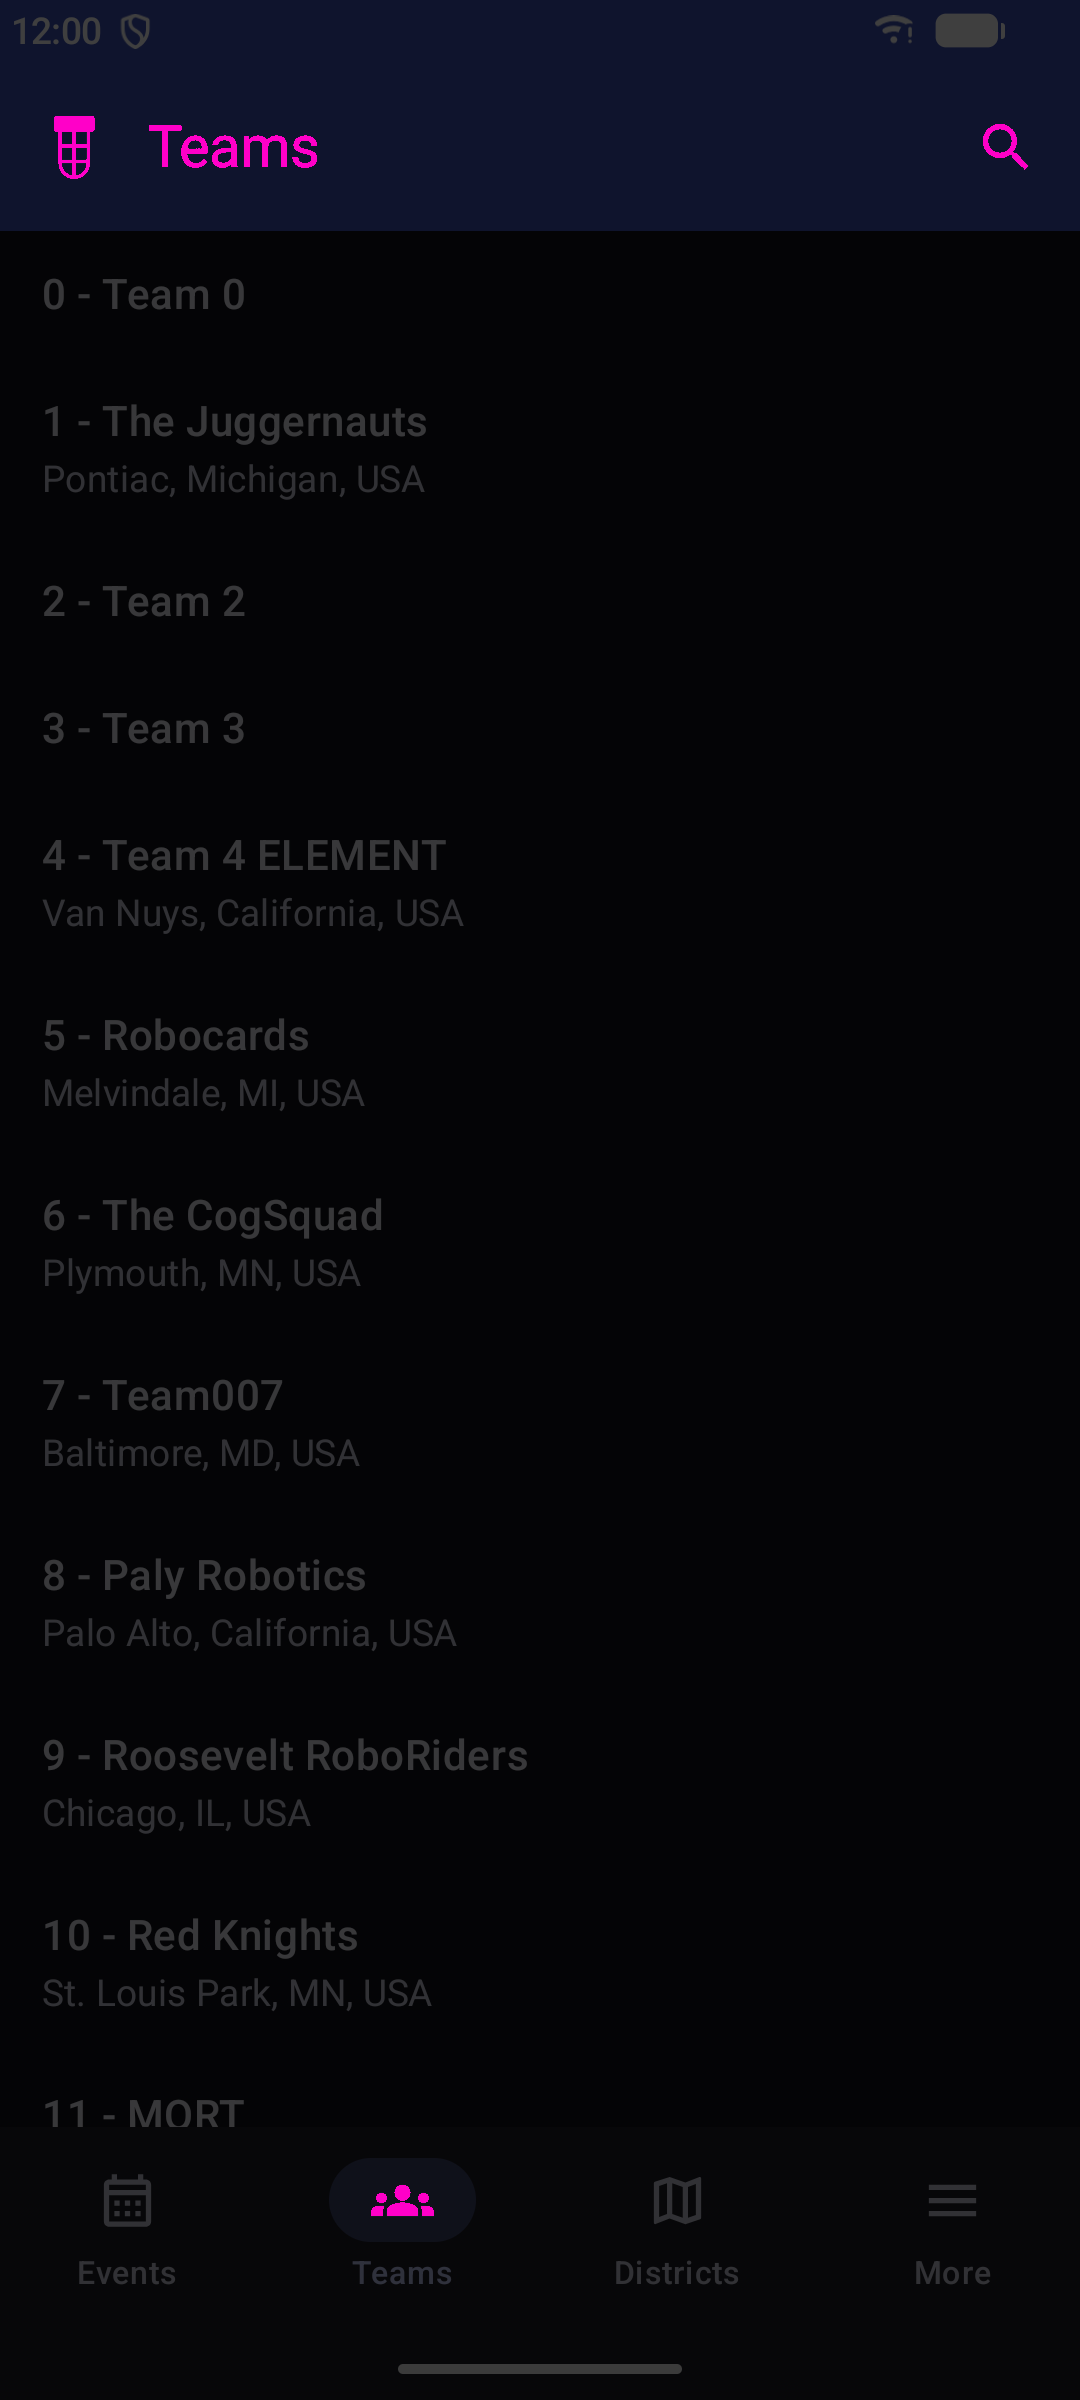 12:00
Teams
0 - Team 0
1 - The Juggernauts
Pontiac, Michigan, USA
2 - Team 2
3 - Team 3
4 - Team 4 ELEMENT
Van Nuys, California, USA
5 - Robocards
Melvindale, MI, USA
6 - The CogSquad
Plymouth, MN, USA
7 - Team007
Baltimore, MD, USA
8 - Paly Robotics
Palo Alto, California, USA
9 - Roosevelt RoboRiders
Chicago, IL, USA
10 - Red Knights
St. Louis Park, MN, USA
11 - MORT
Events
Teams
Districts
More